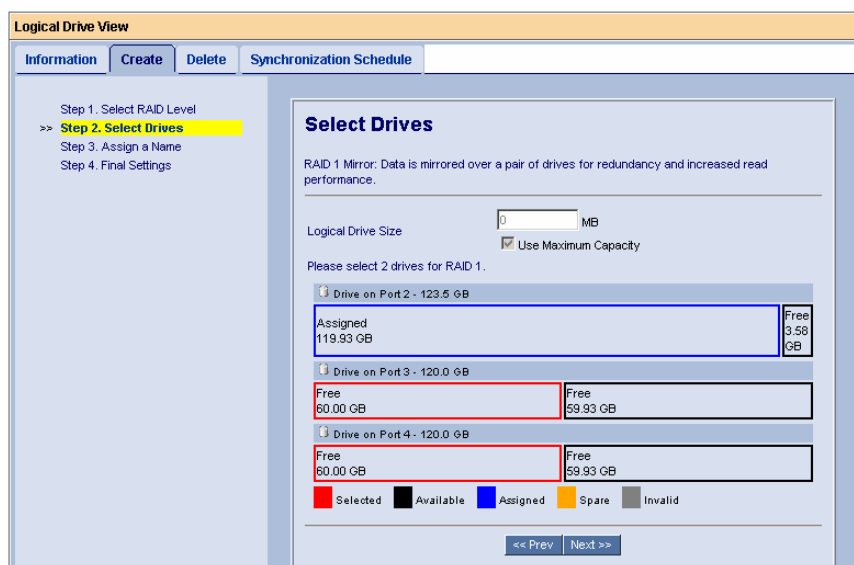 Logical Drive View
Information Create Delete Synchronization Schedule
Step 1. Select RAID Level
>> Step 2. Select Drives
Step 3. Assign a Name
Step 4. Final Settings
Select Drives
RAID 1 Mirror: Data is mirrored over a pair of drives for redundancy and increased read
performance.
Logical Drive Size 0 MB
Use Maximum Capacity
Please select 2 drives for RAID 1.
Drive on Port 2 - 123.5 GB
Assigned
119.93 GB
Free
3.58
GB
Drive on Port 3 - 120.0 GB
Free
60.00 GB
Free
59.93 GB
Drive on Port 4 - 120.0 GB
Free
60.00 GB
Free
59.93 GB
Selected Available Assigned Spare Invalid
<< Prev Next >>